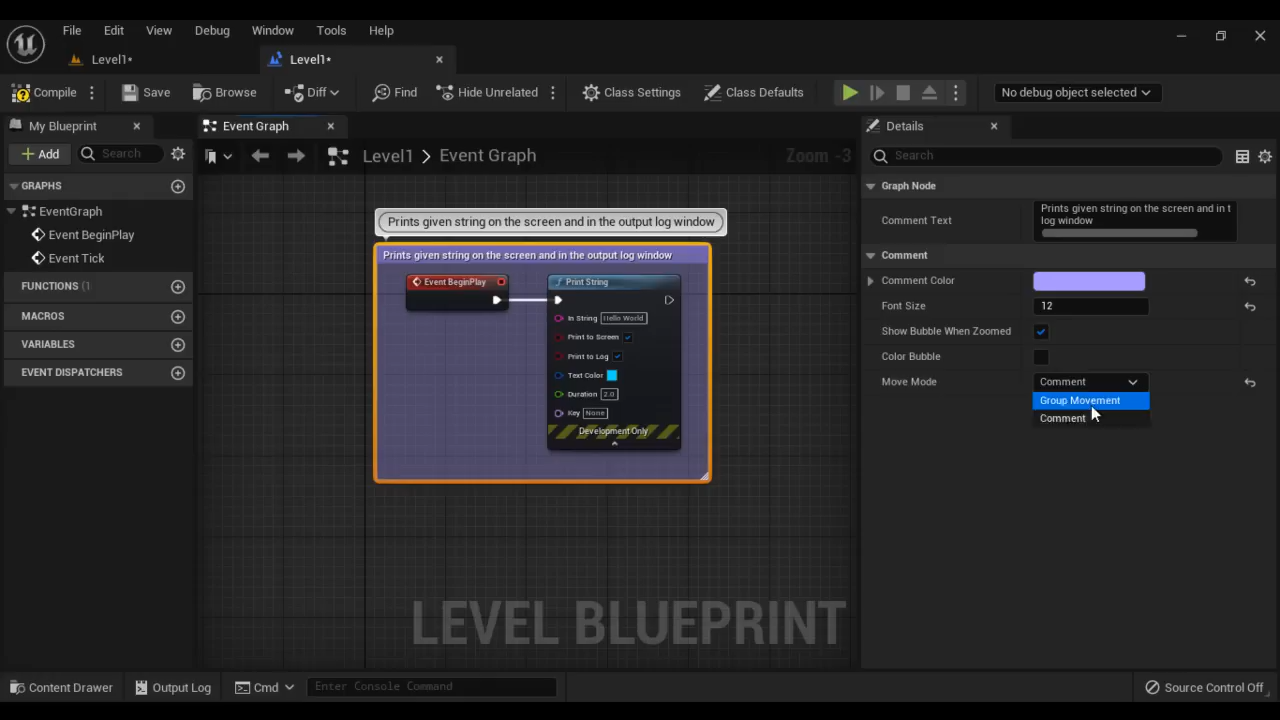 File Edit View Debug Window Tools Help
Level1* Level1*
Compile Save Browse Diff Find Hide Unrelated Class Settings Class Defaults No debug object selected
My Blueprint
Event Graph
Details
Add Search
Level1 > Event Graph Zoom -3
Search
GRAPHS
EventGraph
Event BeginPlay
Event Tick
FUNCTIONS (1
MACROS
VARIABLES
EVENT DISPATCHERS
Prints given string on the screen and in the output log window
Prints given string on the screen and in the output log window
Event BeginPlay
Print String
In String Hello World
Print to Screen
Print to Log
Text Color
Duration 2.0
Key None
Development Only
LEVEL BLUEPRINT
Graph Node
Comment Text
Prints given string on the screen and in t
log window
Comment
Comment Color
Font Size 12
Show Bubble When Zoomed
Color Bubble
Move Mode Comment
Group Movement
Comment
Content Drawer Output Log Cmd Enter Console Command Source Control Off